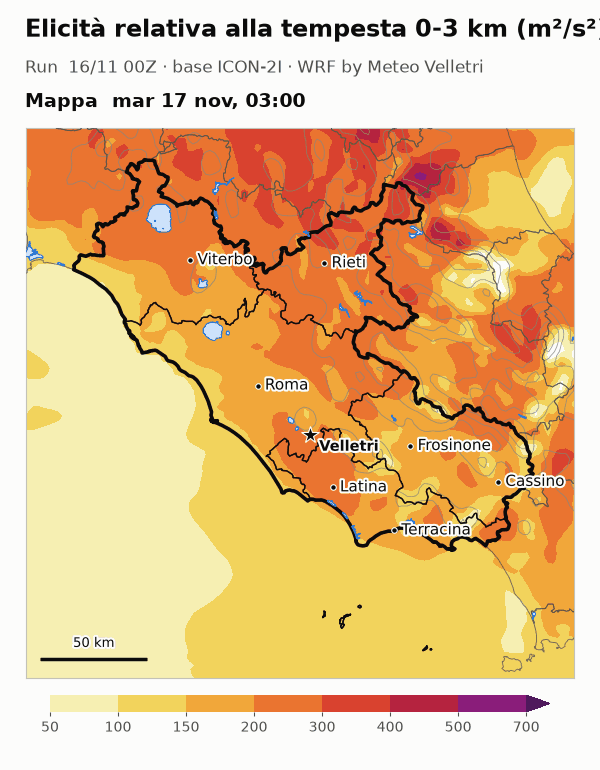 Elicità relativa alla tempesta 0-3 km (m²/s²)
Run 16/11 00Z · base ICON-2I · WRF by Meteo Velletri
Mappa mar 17 nov, 03:00
Viterbo
Rieti
Roma
Velletri
Frosinone
Latina
Cassino
Terracina
50 km
50 100 150 200 300 400 500 700